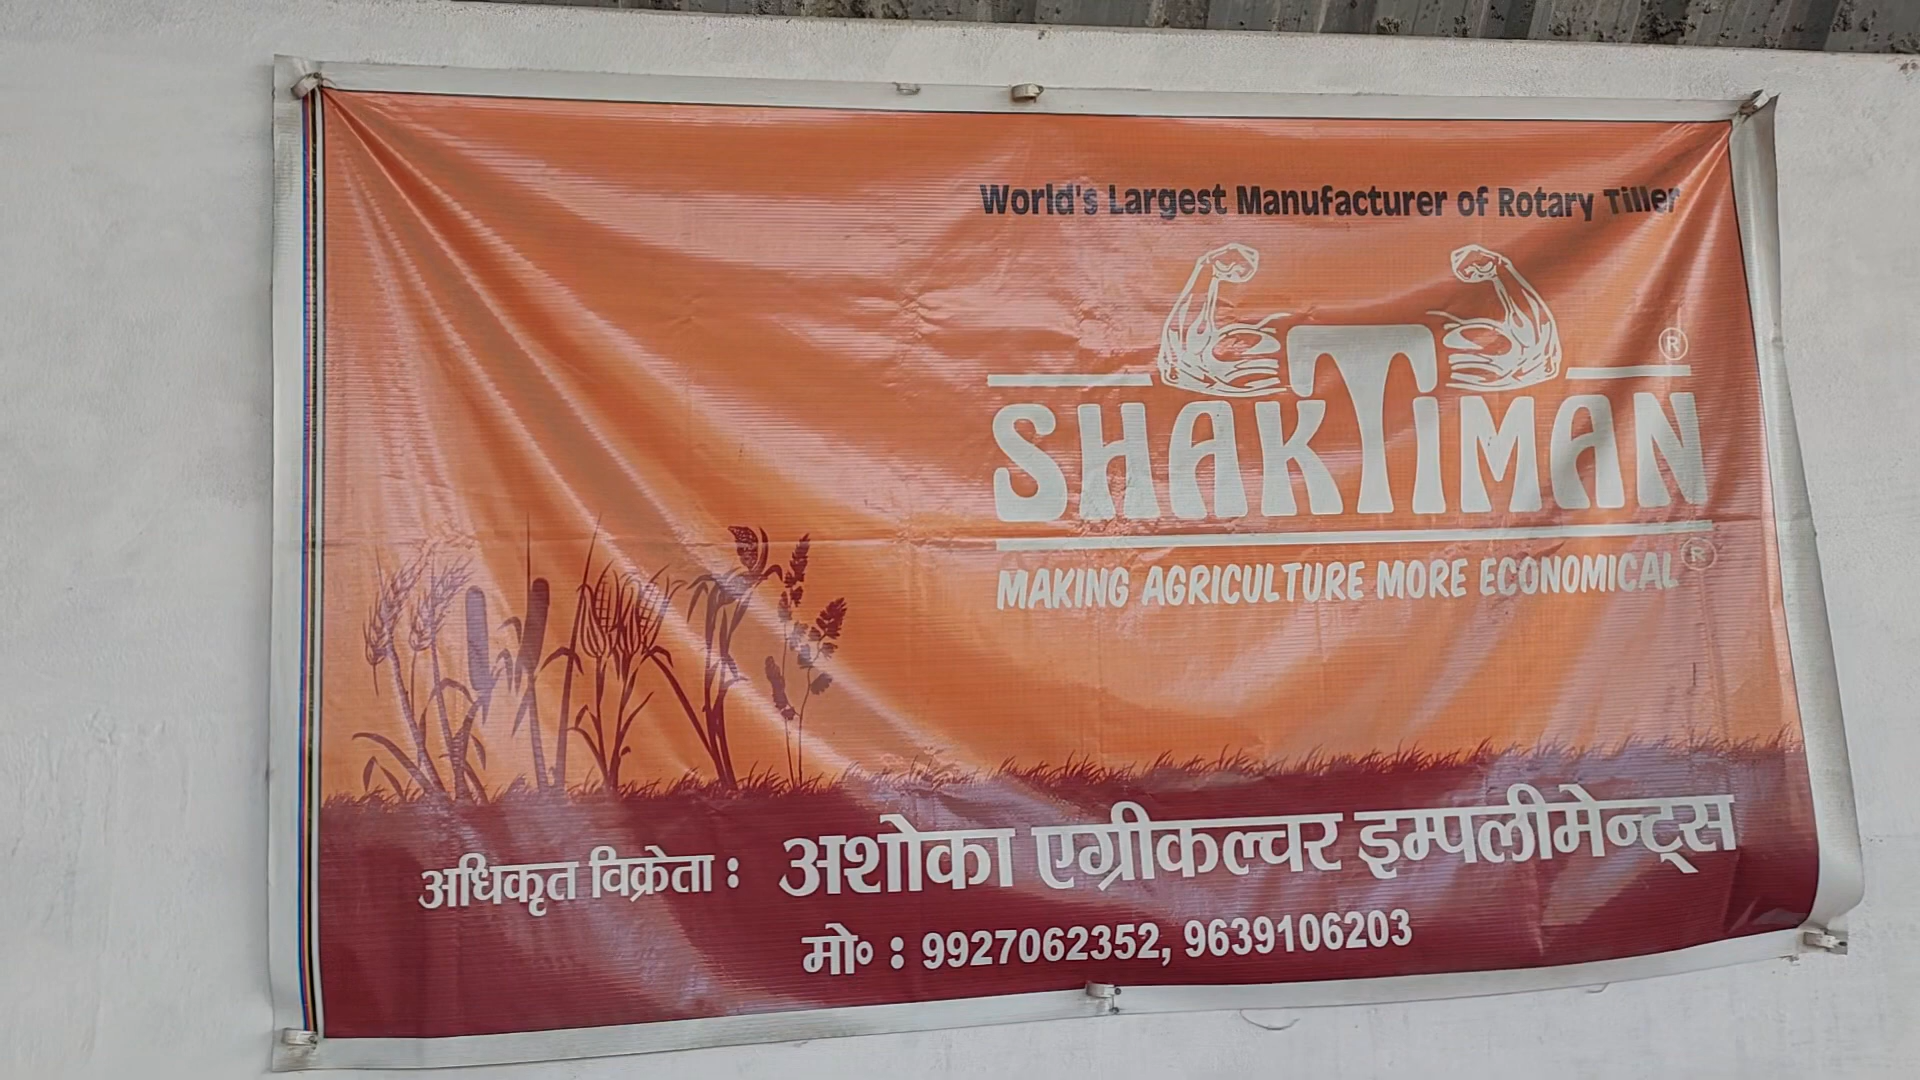 World's Largest Manufacturer of Rotary Tiller
SHAKTIMAN ®
MAKING AGRICULTURE MORE ECONOMICAL ®
अधिकृत विक्रेता : अशोका एग्रीकल्चर इम्पलीमेन्ट्स
मो॰ : 9927062352, 9639106203